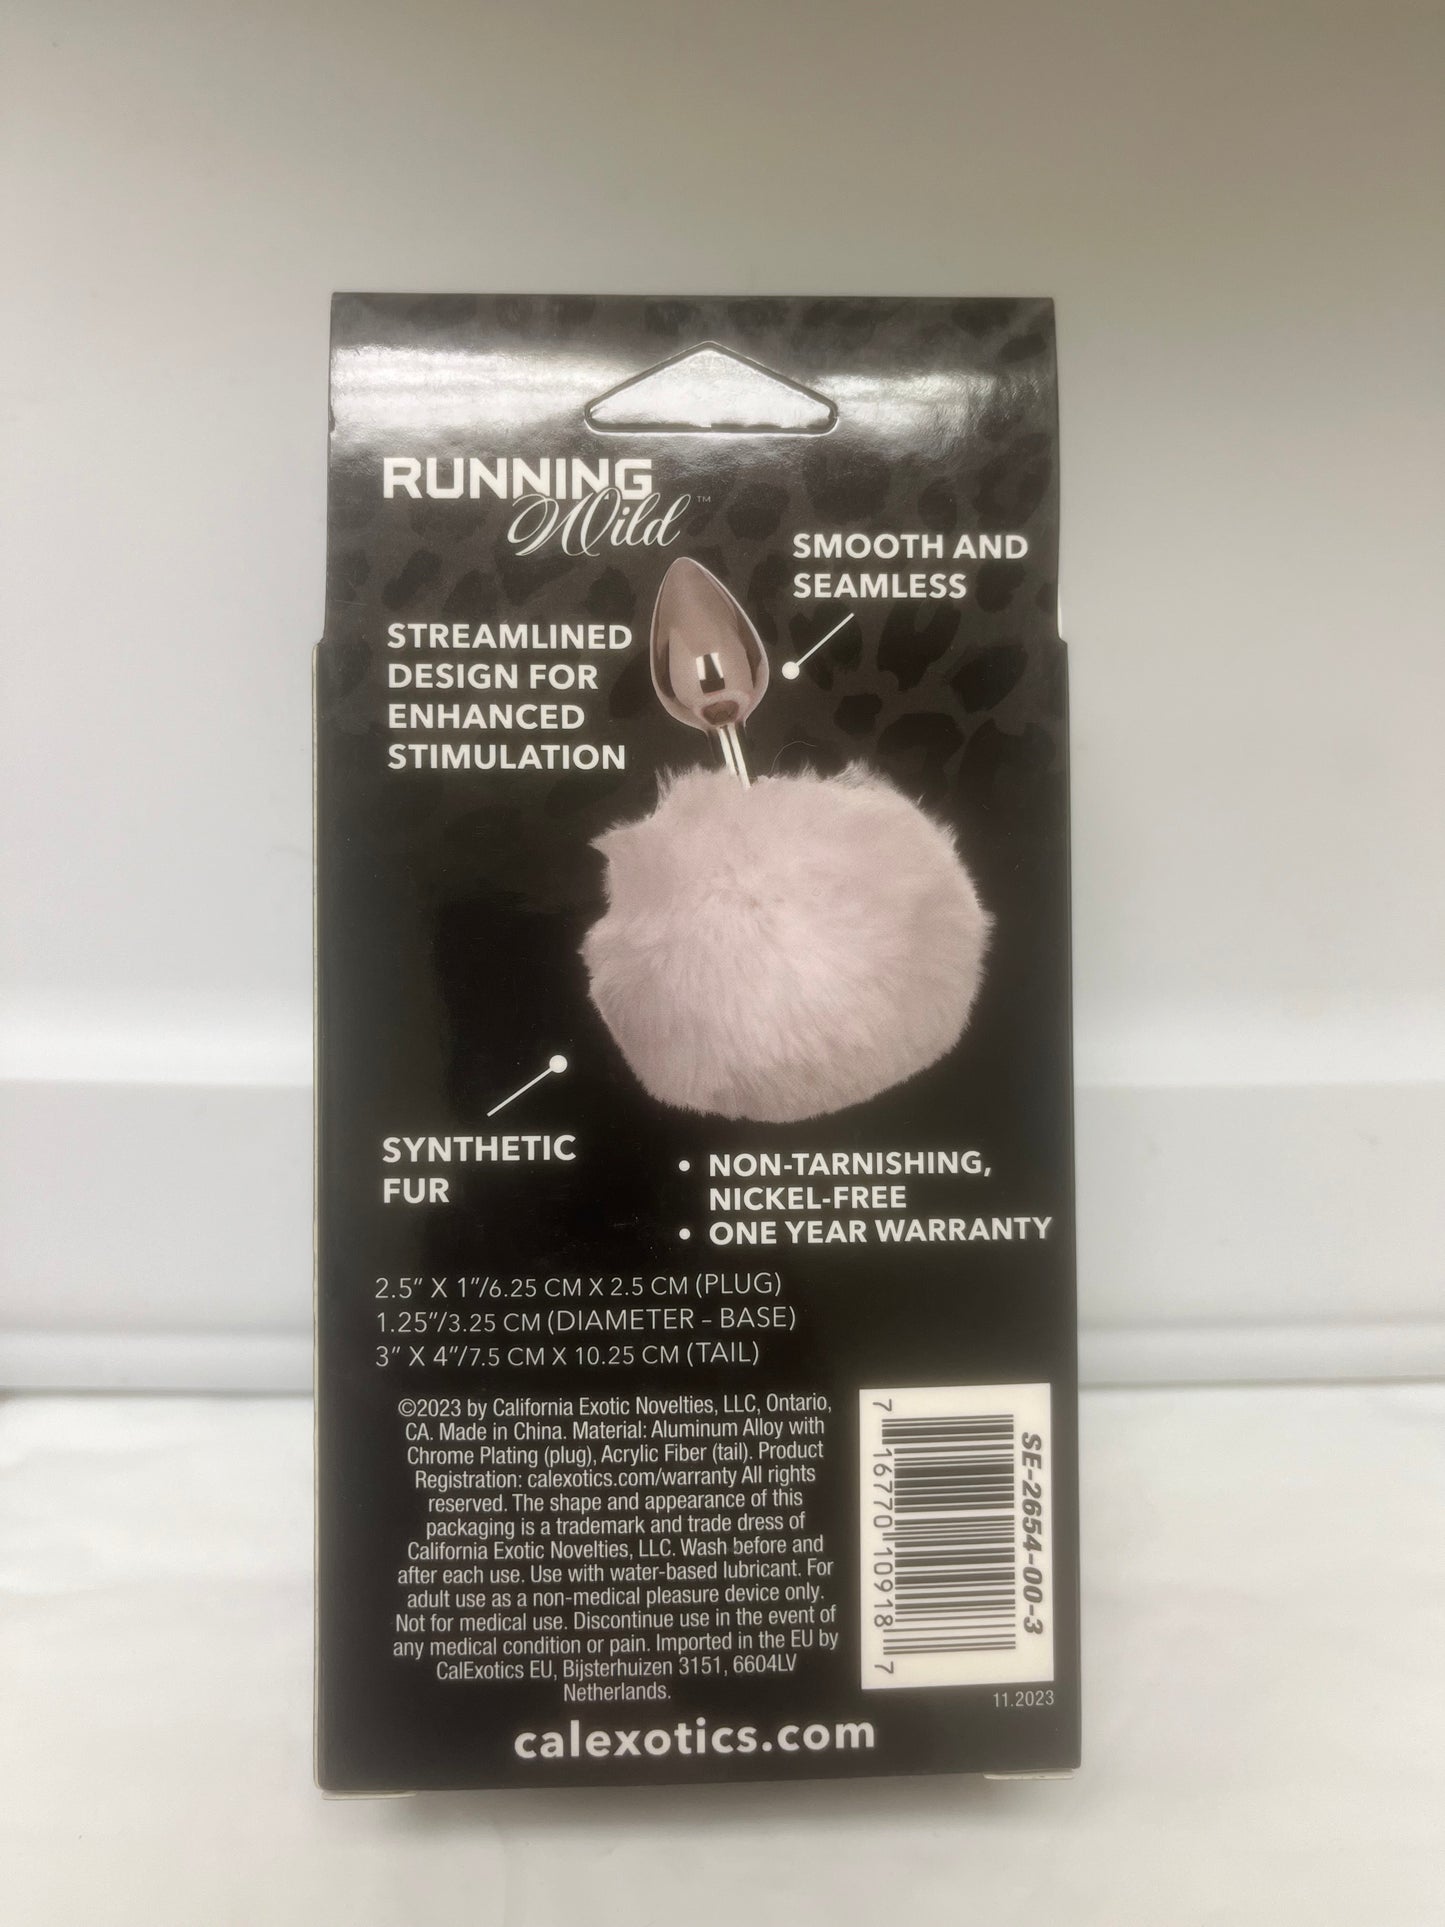 RUNNING
Wild™
SMOOTH AND
SEAMLESS
STREAMLINED
DESIGN FOR
ENHANCED
STIMULATION
SYNTHETIC
FUR
• NON-TARNISHING,
NICKEL-FREE
• ONE YEAR WARRANTY
2.5" X 1"/6.25 CM X 2.5 CM (PLUG)
1.25"/3.25 CM (DIAMETER – BASE)
3" X 4"/7.5 CM X 10.25 CM (TAIL)
©2023 by California Exotic Novelties, LLC, Ontario,
CA. Made in China. Material: Aluminum Alloy with
Chrome Plating (plug), Acrylic Fiber (tail). Product
Registration: calexotics.com/warranty All rights
reserved. The shape and appearance of this
packaging is a trademark and trade dress of
California Exotic Novelties, LLC. Wash before and
after each use. Use with water-based lubricant. For
adult use as a non-medical pleasure device only.
Not for medical use. Discontinue use in the event of
any medical condition or pain. Imported in the EU by
CalExotics EU, Bijsterhuizen 3151, 6604LV
Netherlands.
SE-2654-00-3
7 16770 10918 7
11.2023
calexotics.com